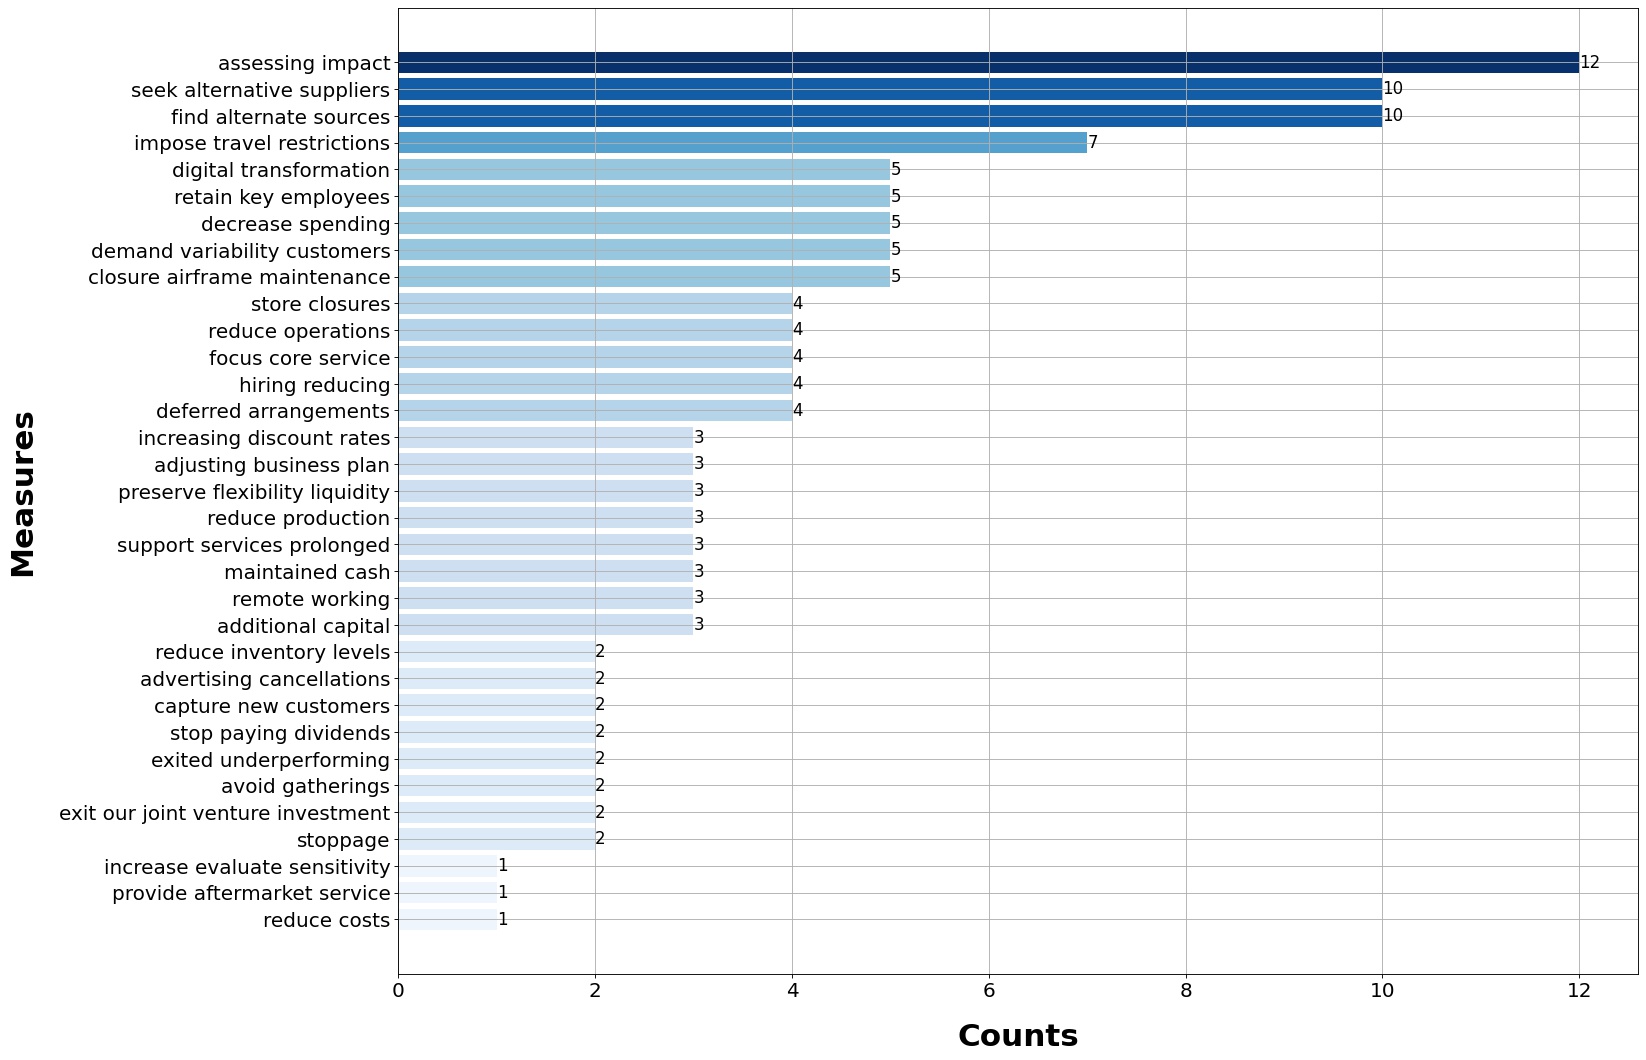 assessing impact 12
seek alternative suppliers 10
find alternate sources 10
impose travel restrictions 7
digital transformation 5
retain key employees 5
decrease spending 5
demand variability customers 5
closure airframe maintenance 5
store closures 4
reduce operations 4
focus core service 4
hiring reducing 4
deferred arrangements 4
increasing discount rates 3
adjusting business plan 3
preserve flexibility liquidity 3
reduce production 3
support services prolonged 3
maintained cash 3
remote working 3
additional capital 3
reduce inventory levels 2
advertising cancellations 2
capture new customers 2
stop paying dividends 2
exited underperforming 2
avoid gatherings 2
exit our joint venture investment 2
stoppage 2
increase evaluate sensitivity 1
provide aftermarket service 1
reduce costs 1
0 2 4 6 8 10 12
Counts
Measures